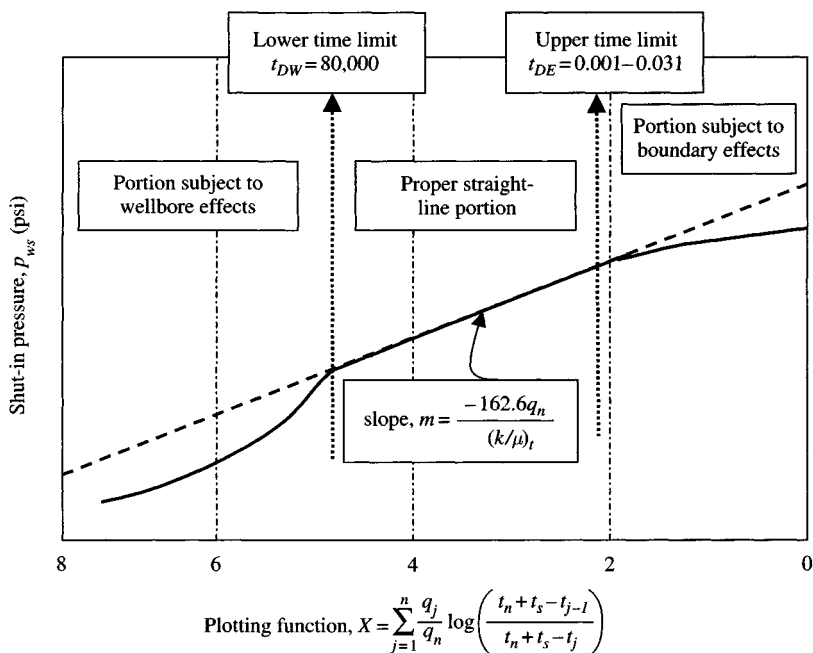 Lower time limit
t_DW = 80,000
Upper time limit
t_DE = 0.001–0.031
Portion subject to
boundary effects
Portion subject to
wellbore effects
Proper straight-
line portion
Shut-in pressure, p_ws (psi)
slope, m = −162.6q_n / (k/μ)_t
8 6 4 2 0
Plotting function, X = ∑_{j=1}^{n} q_j/q_n log((t_n + t_s − t_{j−1})/(t_n + t_s − t_j))